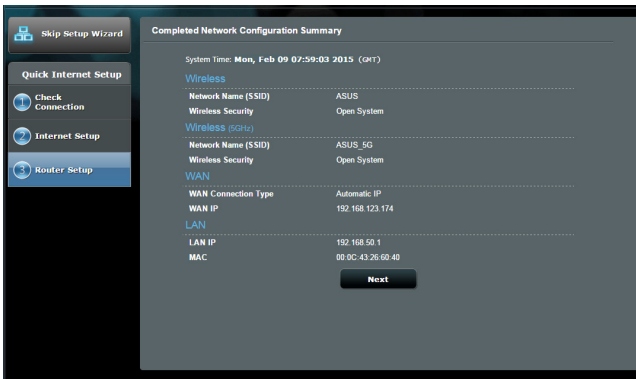 Skip Setup Wizard
Quick Internet Setup
1 Check Connection
2 Internet Setup
3 Router Setup
Completed Network Configuration Summary
System Time: Mon, Feb 09 07:59:03 2015 (GMT)
Wireless
Network Name (SSID) ASUS
Wireless Security Open System
Wireless (5GHz)
Network Name (SSID) ASUS_5G
Wireless Security Open System
WAN
WAN Connection Type Automatic IP
WAN IP 192.168.123.174
LAN
LAN IP 192.168.50.1
MAC 00:0C:43:26:60:40
Next